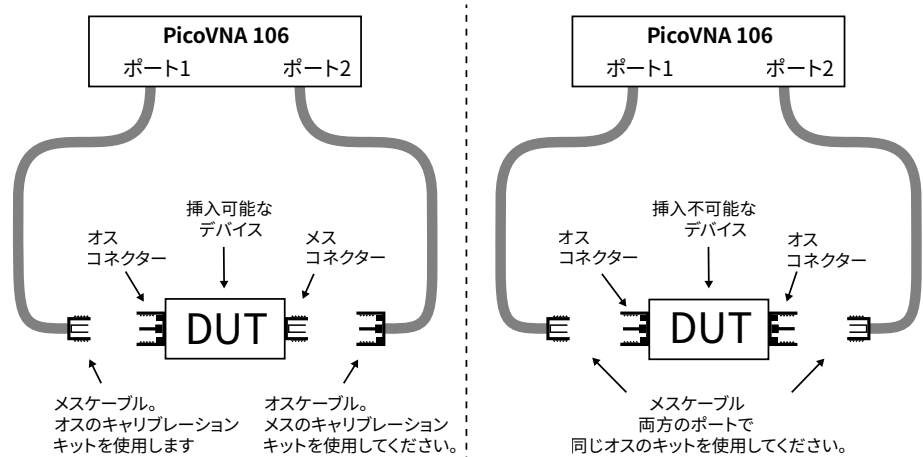 PicoVNA 106
ポート1
ポート2
挿入可能な
デバイス
オス
コネクター
メス
コネクター
DUT
メスケーブル。
オスのキャリブレーション
キットを使用します
オスケーブル。
メスのキャリブレーション
キットを使用してください。
PicoVNA 106
ポート1
ポート2
挿入不可能な
デバイス
オス
コネクター
オス
コネクター
DUT
メスケーブル
両方のポートで
同じオスのキットを使用してください。